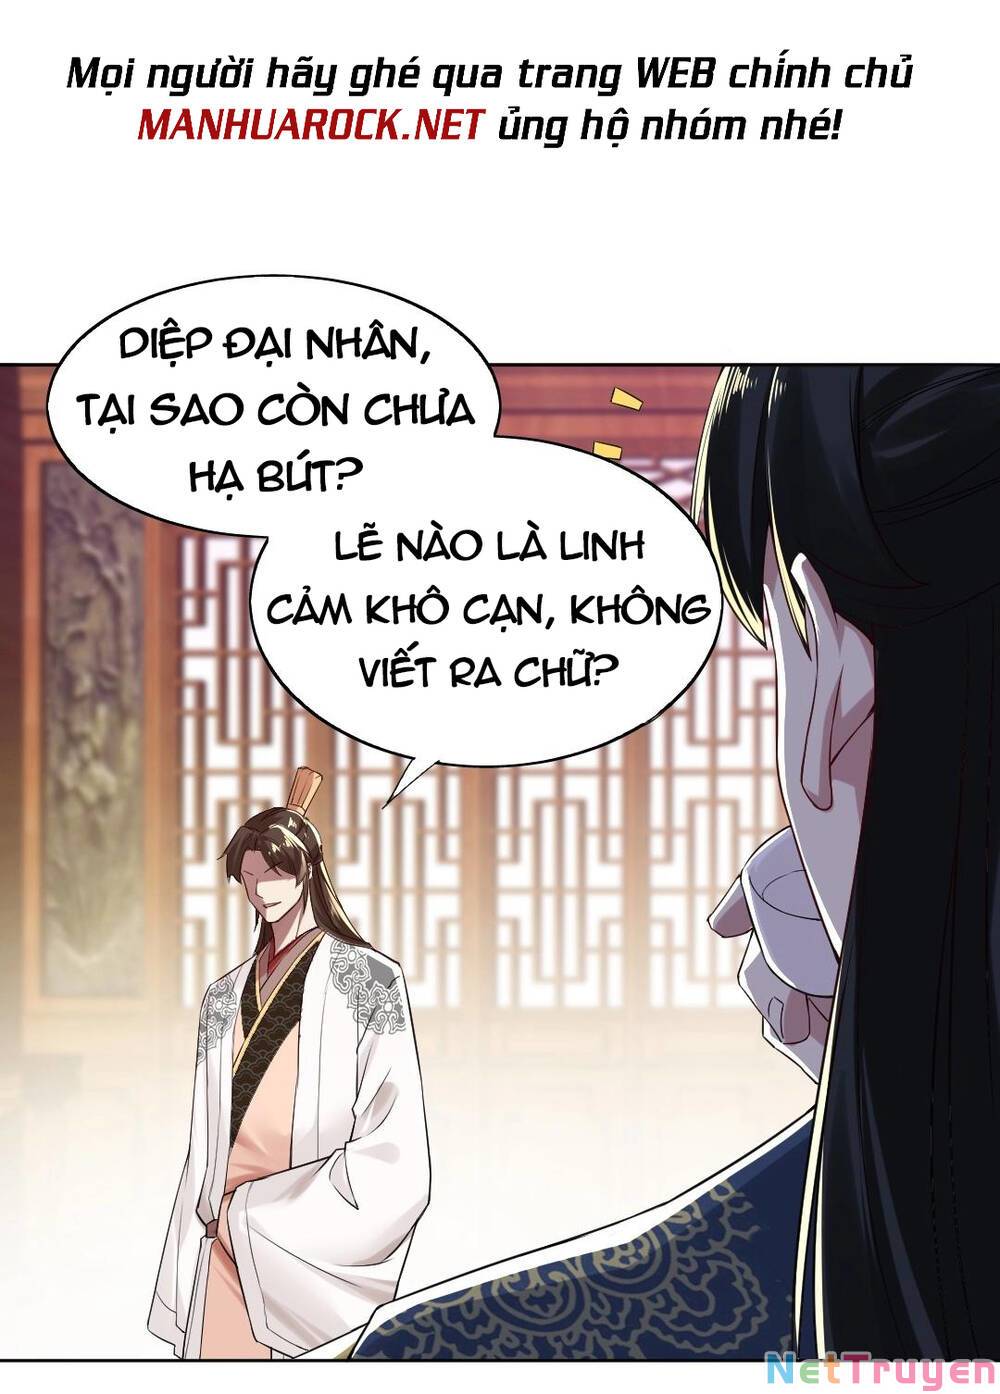 Mọi người hãy ghé qua trang WEB chính chủ
MANHUAROCK.NET ủng hộ nhóm nhé!
DIỆP ĐẠI NHÂN,
TẠI SAO CÒN CHƯA
HẠ BÚT?
LẼ NÀO LÀ LINH
CẢM KHÔ CẠN, KHÔNG
VIẾT RA CHỮ?
NetTruyen